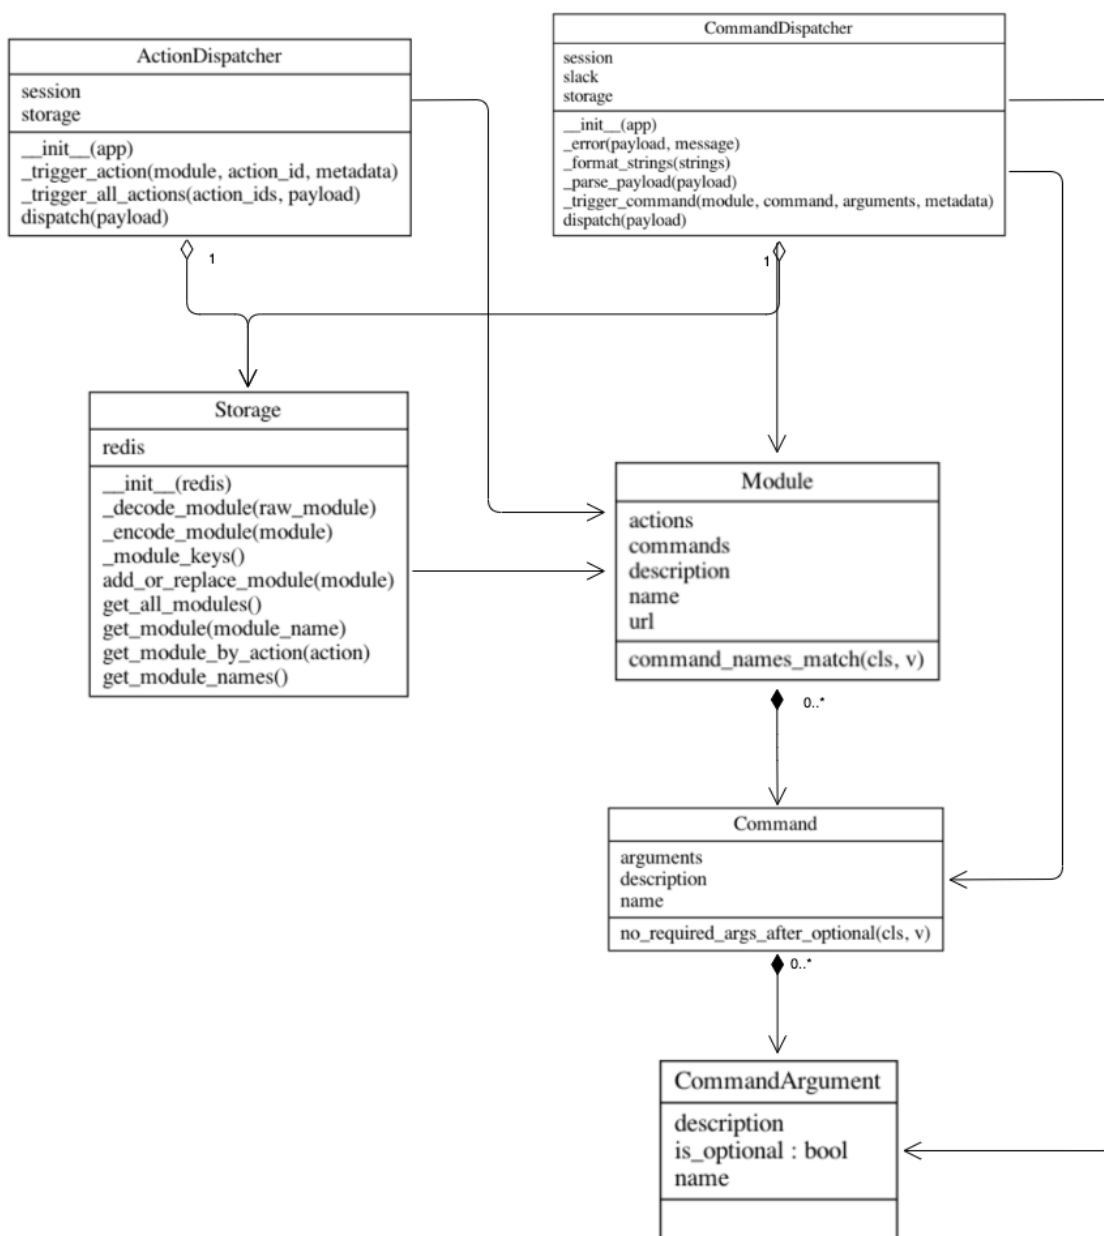 ActionDispatcher
session
storage
__init__(app)
_trigger_action(module, action_id, metadata)
_trigger_all_actions(action_ids, payload)
dispatch(payload)
1
CommandDispatcher
session
slack
storage
__init__(app)
_error(payload, message)
_format_strings(strings)
_parse_payload(payload)
_trigger_command(module, command, arguments, metadata)
dispatch(payload)
1
Storage
redis
__init__(redis)
_decode_module(raw_module)
_encode_module(module)
_module_keys()
add_or_replace_module(module)
get_all_modules()
get_module(module_name)
get_module_by_action(action)
get_module_names()
Module
actions
commands
description
name
url
command_names_match(cls, v)
0..*
Command
arguments
description
name
no_required_args_after_optional(cls, v)
0..*
CommandArgument
description
is_optional : bool
name